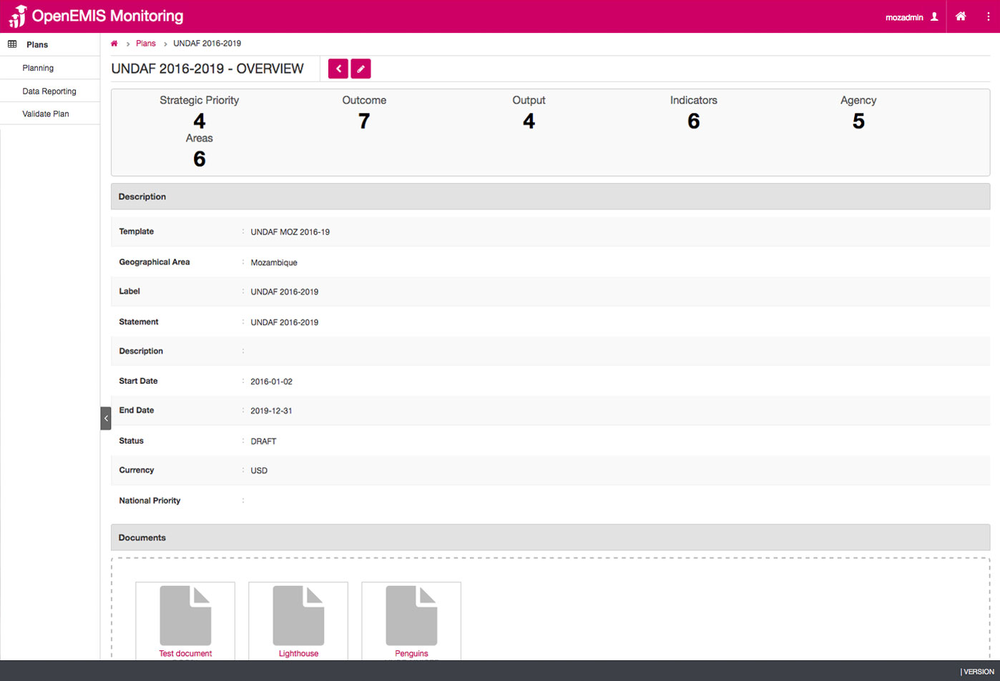 OpenEMIS Monitoring
mozadmin
Plans
Planning
Data Reporting
Validate Plan
Plans > UNDAF 2016-2019
UNDAF 2016-2019 - OVERVIEW
Strategic Priority Outcome Output Indicators Agency
4 7 4 6 5
Areas
6
Description
Template : UNDAF MOZ 2016-19
Geographical Area : Mozambique
Label : UNDAF 2016-2019
Statement : UNDAF 2016-2019
Description :
Start Date : 2016-01-02
End Date : 2019-12-31
Status : DRAFT
Currency : USD
National Priority :
Documents
Test document Lighthouse Penguins
| VERSION